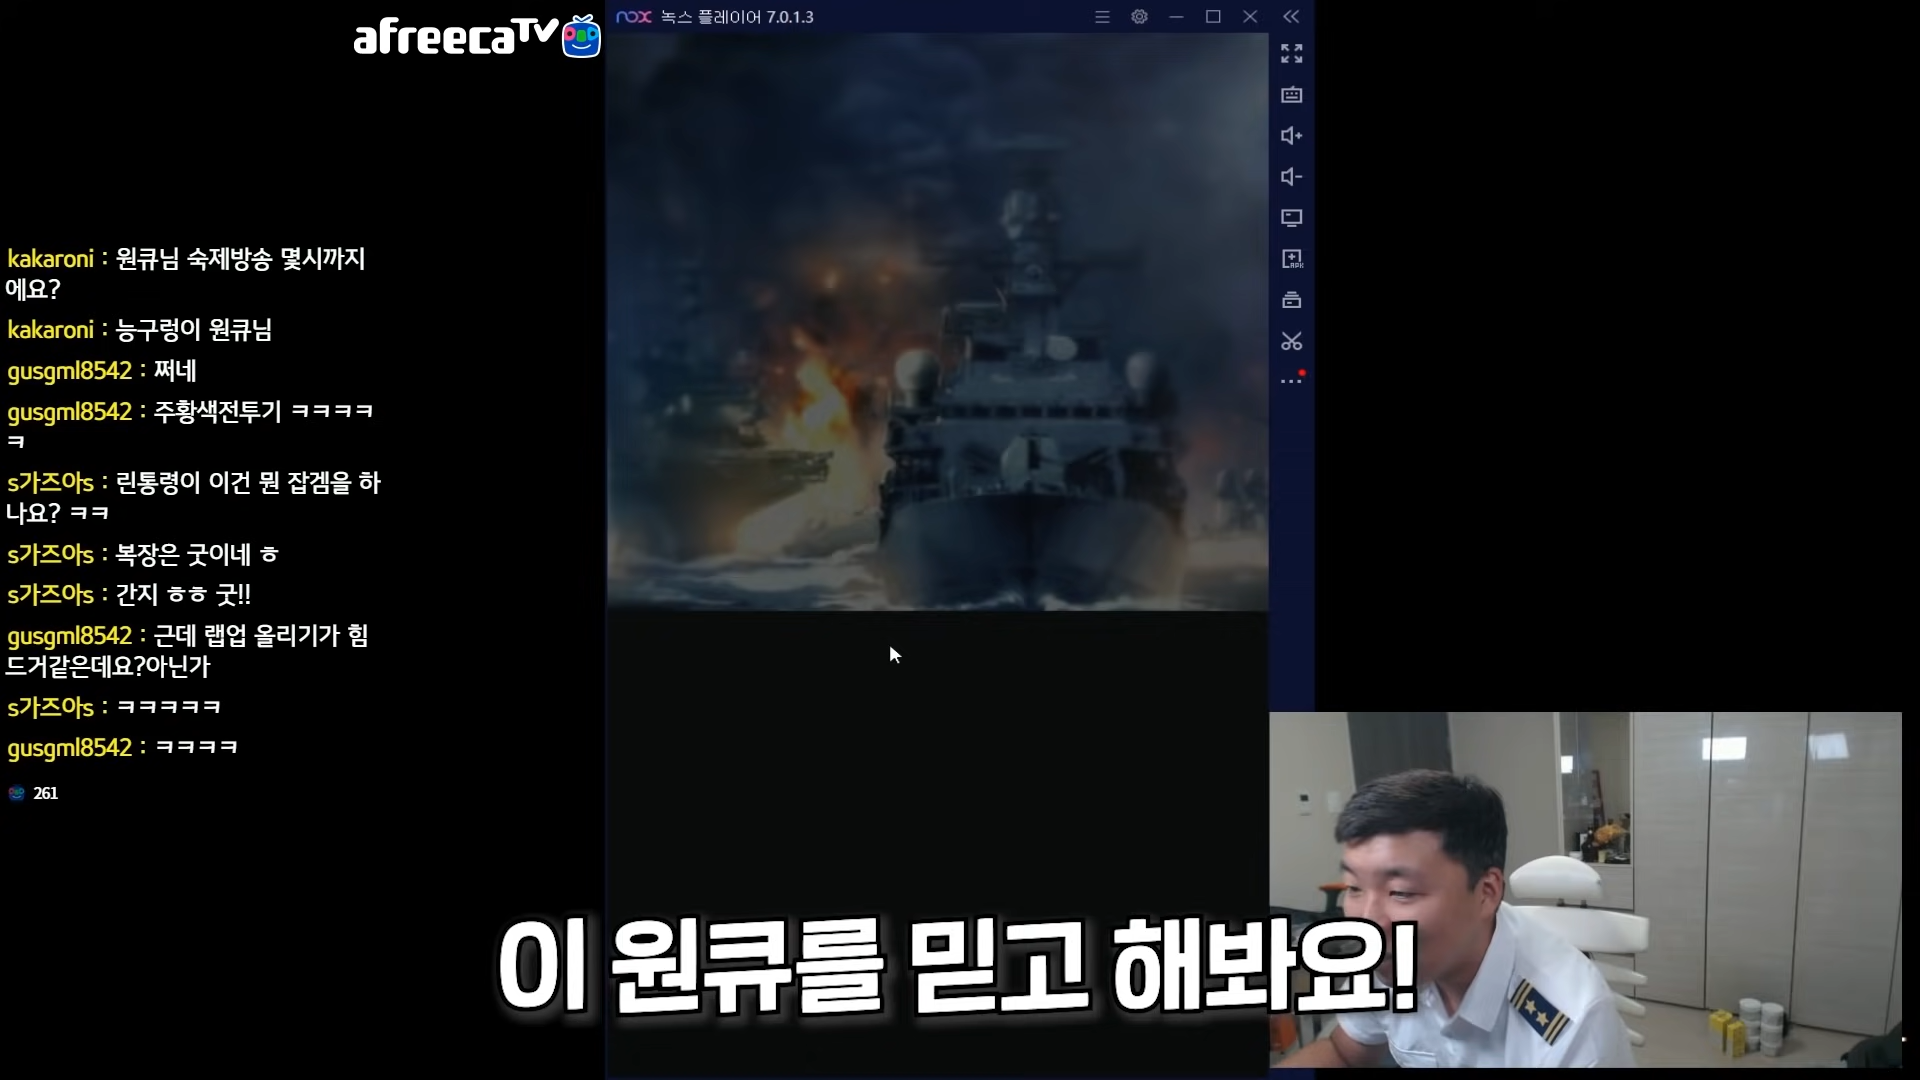 afreecaTV
nox 녹스 플레이어 7.0.1.3
kakaroni : 원큐님 숙제방송 몇시까지
에요?
kakaroni : 능구렁이 원큐님
gusgml8542 : 쩌네
gusgml8542 : 주황색전투기 ㅋㅋㅋㅋ
ㅋ
s가즈아s : 린통령이 이건 뭔 잡겜을 하
나요? ㅋㅋ
s가즈아s : 복장은 굿이네 ㅎ
s가즈아s : 간지 ㅎㅎ 굿!!
gusgml8542 : 근데 랩업 올리기가 힘
드거같은데요?아닌가
s가즈아s : ㅋㅋㅋㅋㅋ
gusgml8542 : ㅋㅋㅋㅋ
261
APK
이 원큐를 믿고 해봐요!